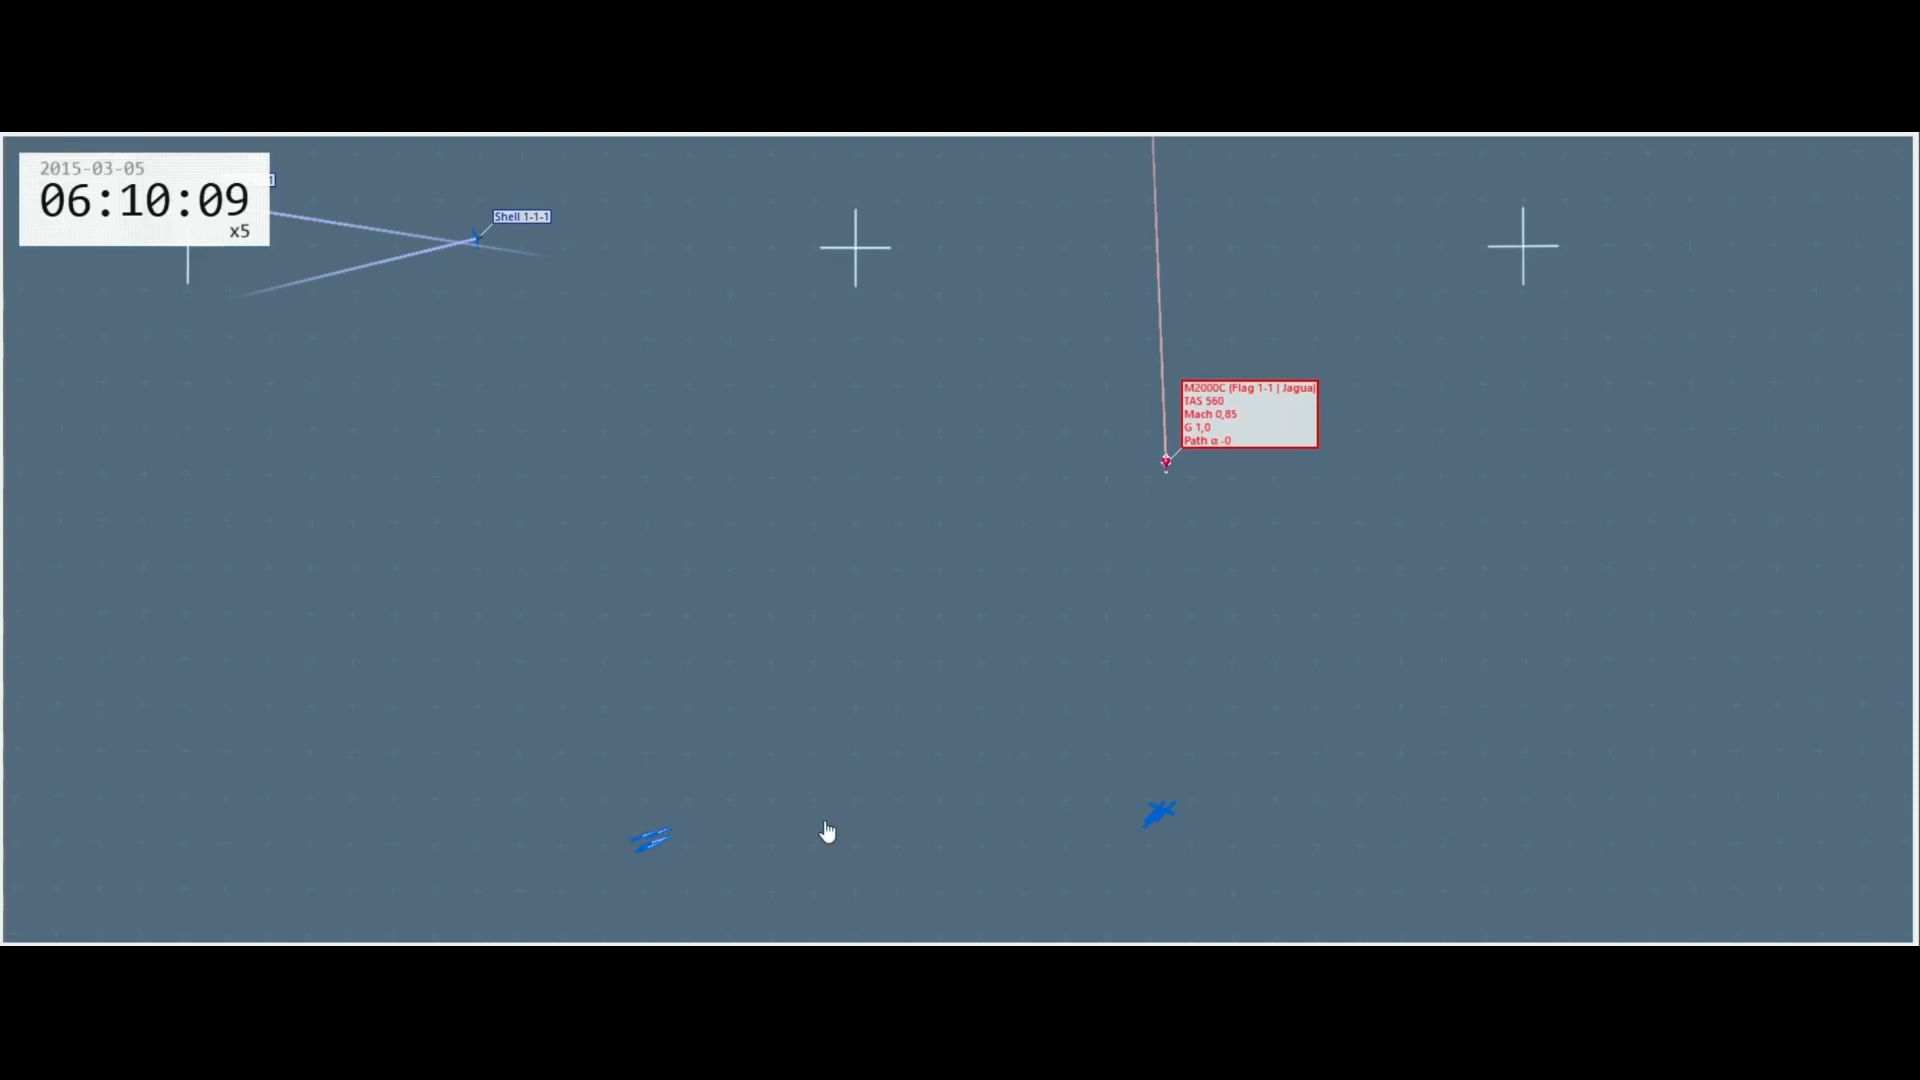 2015-03-05
06:10:09
x5
1
Shell 1-1-1
M2000C (Flag 1-1 | Jagua)
TAS 560
Mach 0,85
G 1,0
Path α -0